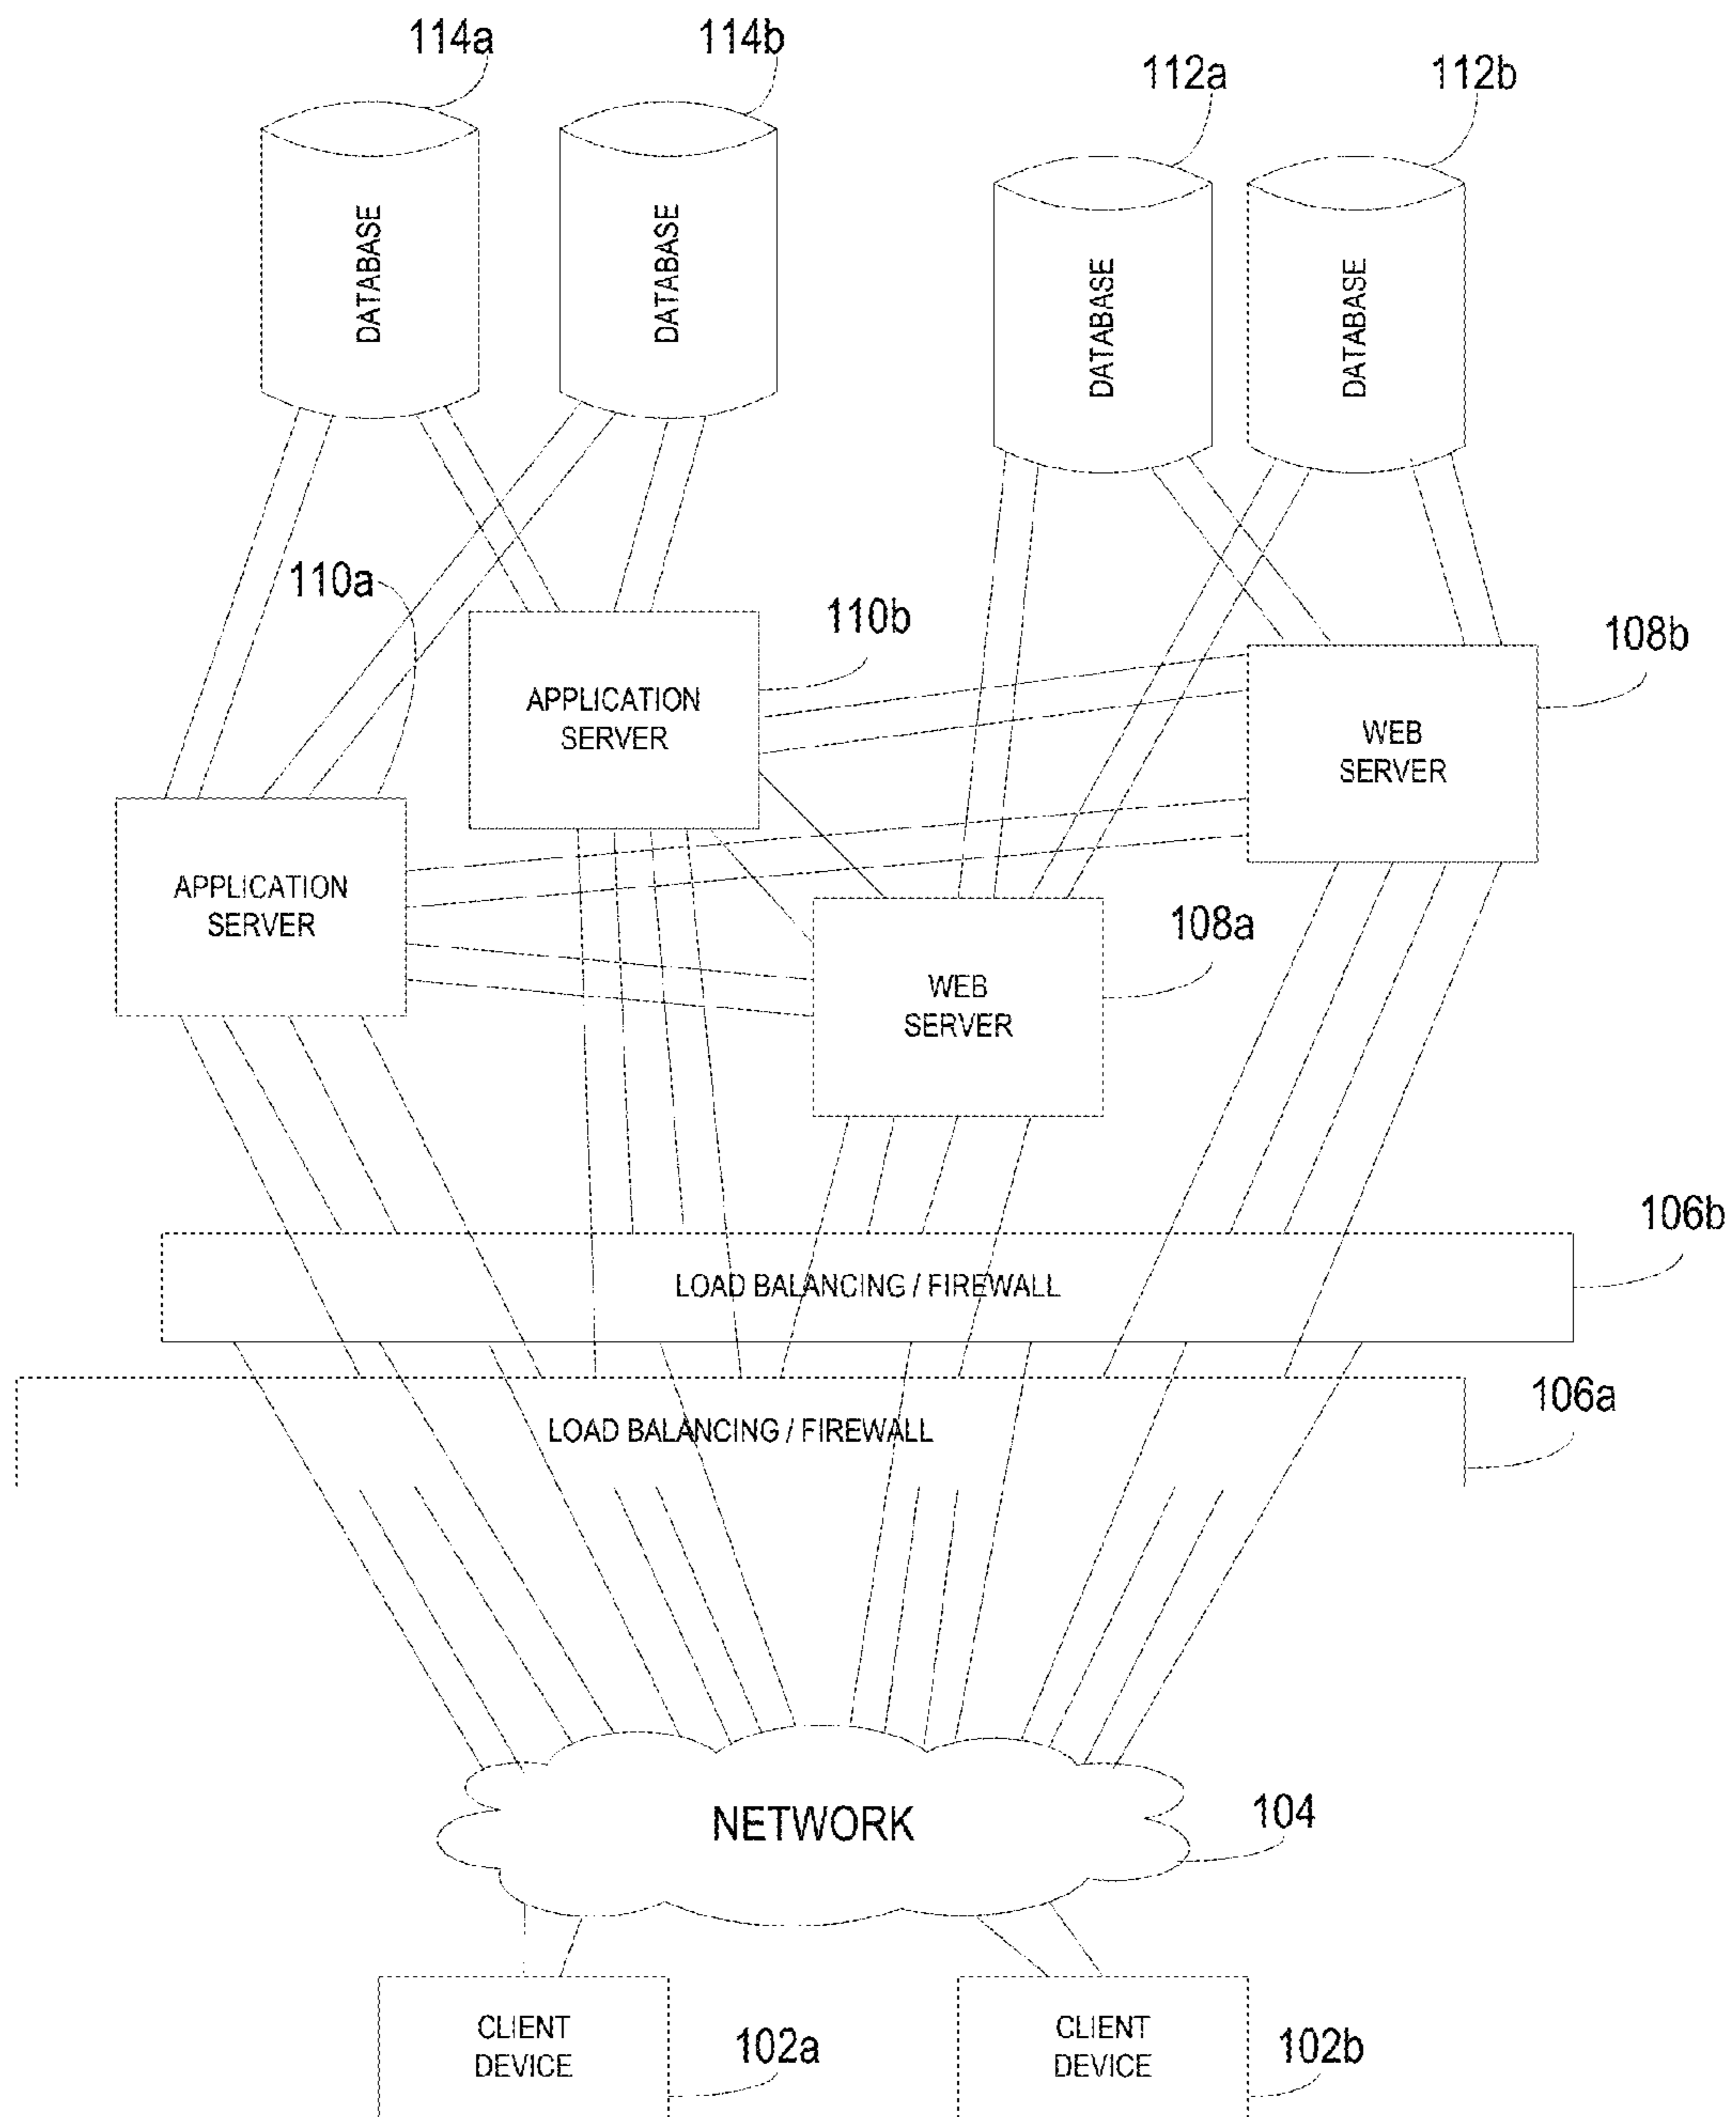 114a
114b
112a
112b
DATABASE
DATABASE
DATABASE
DATABASE
110a
110b
108b
APPLICATION
SERVER
WEB
SERVER
APPLICATION
SERVER
108a
WEB
SERVER
106b
LOAD BALANCING / FIREWALL
106a
LOAD BALANCING / FIREWALL
NETWORK
104
CLIENT
DEVICE
102a
CLIENT
DEVICE
102b